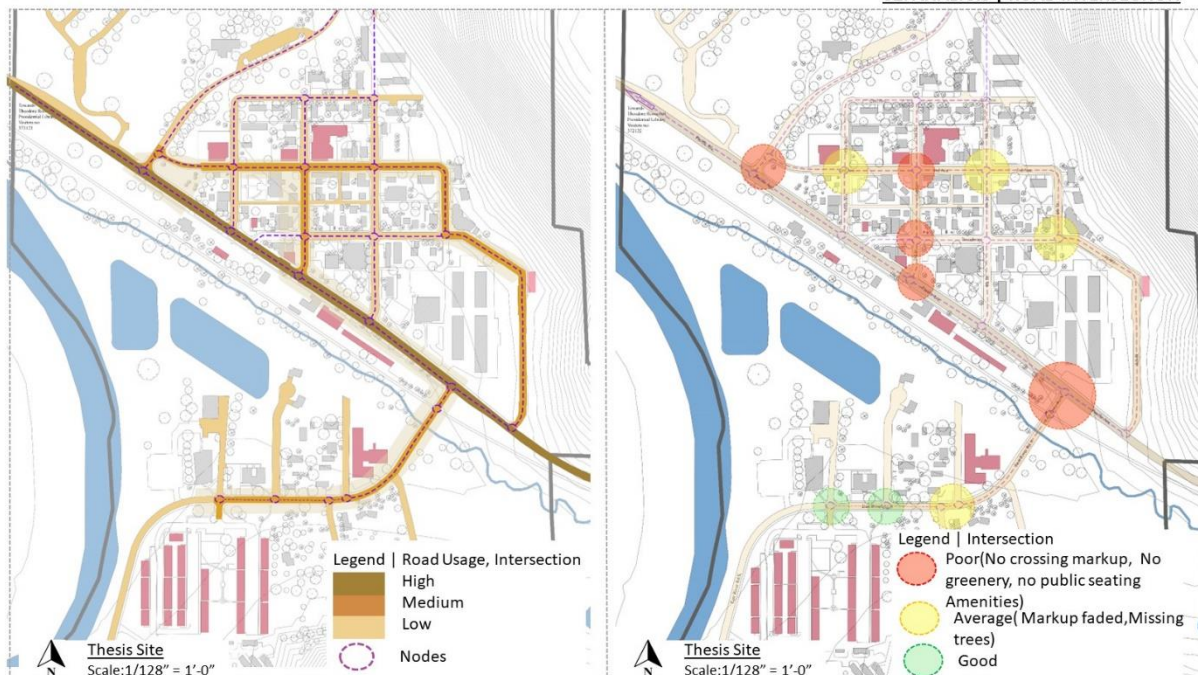 Legend | Road Usage, Intersection
High
Medium
Low
Nodes
Thesis Site
Scale:1/128" = 1'-0"
N
Legend | Intersection
Poor(No crossing markup, No
greenery, no public seating
Amenities)
Average( Markup faded,Missing
trees)
Good
Thesis Site
Scale:1/128" = 1'-0"
N